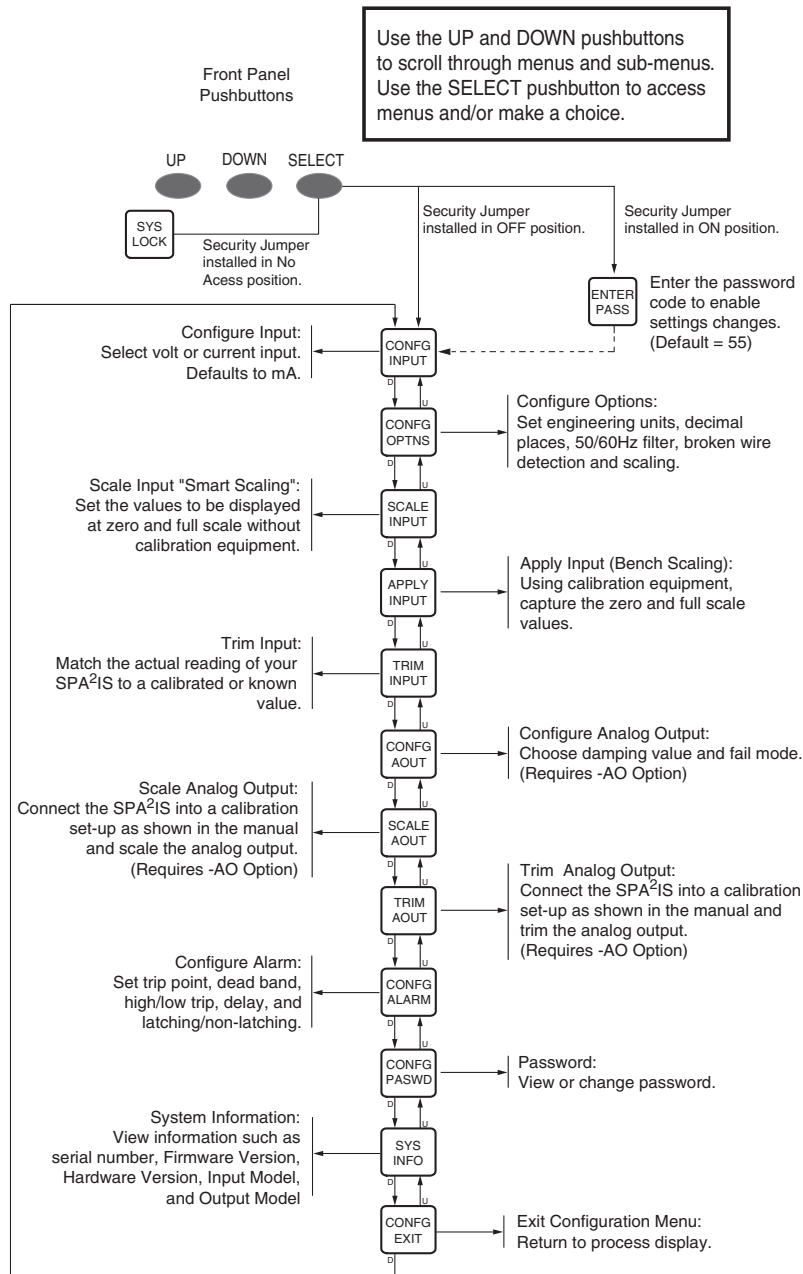 Use the UP and DOWN pushbuttons
to scroll through menus and sub-menus.
Use the SELECT pushbutton to access
menus and/or make a choice.
Front Panel
Pushbuttons
UP
DOWN
SELECT
SYS
LOCK
Security Jumper
installed in No
Acess position.
Security Jumper
installed in OFF position.
Security Jumper
installed in ON position.
ENTER
PASS
Enter the password
code to enable
settings changes.
(Default = 55)
Configure Input:
Select volt or current input.
Defaults to mA.
CONFG
INPUT
D
U
CONFG
OPTNS
Configure Options:
Set engineering units, decimal
places, 50/60Hz filter, broken wire
detection and scaling.
D
U
Scale Input "Smart Scaling":
Set the values to be displayed
at zero and full scale without
calibration equipment.
SCALE
INPUT
D
U
APPLY
INPUT
Apply Input (Bench Scaling):
Using calibration equipment,
capture the zero and full scale
values.
D
U
Trim Input:
Match the actual reading of your
SPA²IS to a calibrated or known
value.
TRIM
INPUT
D
U
CONFG
AOUT
Configure Analog Output:
Choose damping value and fail mode.
(Requires -AO Option)
D
U
Scale Analog Output:
Connect the SPA²IS into a calibration
set-up as shown in the manual
and scale the analog output.
(Requires -AO Option)
SCALE
AOUT
D
U
TRIM
AOUT
Trim Analog Output:
Connect the SPA²IS into a calibration
set-up as shown in the manual and
trim the analog output.
(Requires -AO Option)
D
U
Configure Alarm:
Set trip point, dead band,
high/low trip, delay, and
latching/non-latching.
CONFG
ALARM
D
U
CONFG
PASWD
Password:
View or change password.
D
U
System Information:
View information such as
serial number, Firmware Version,
Hardware Version, Input Model,
and Output Model
SYS
INFO
D
U
CONFG
EXIT
Exit Configuration Menu:
Return to process display.
D